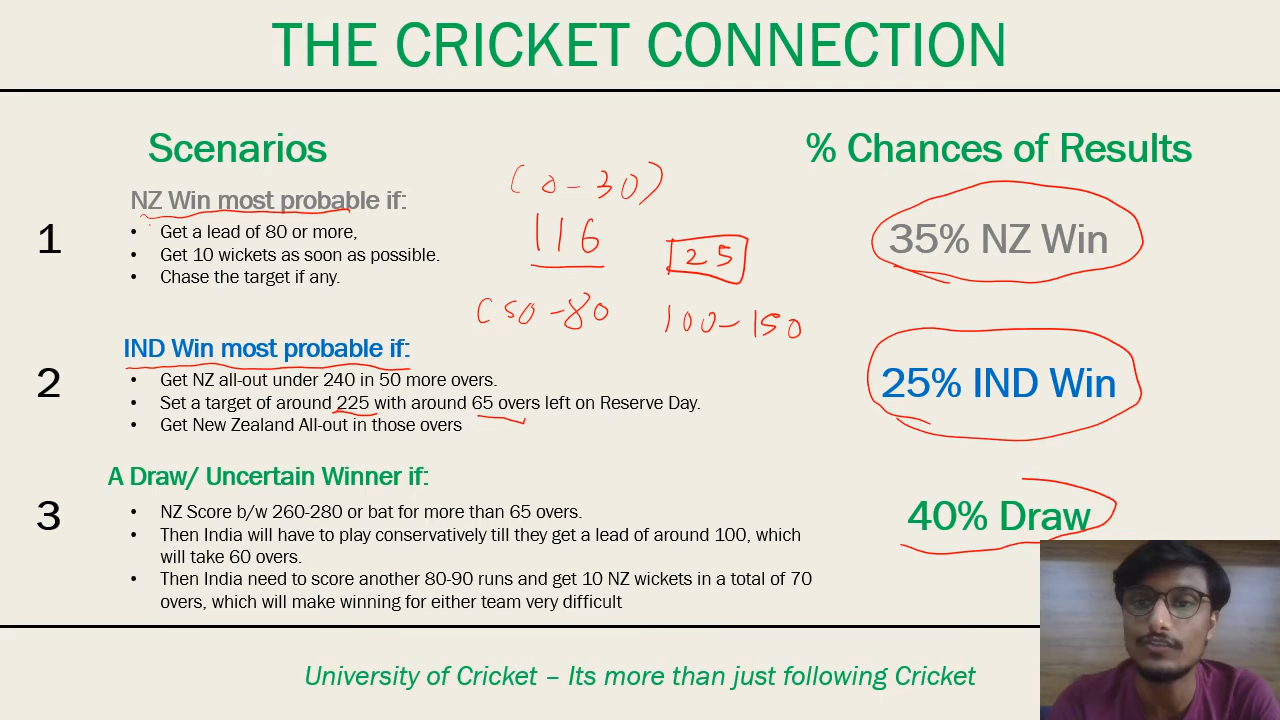 THE CRICKET CONNECTION
Scenarios
% Chances of Results
1
NZ Win most probable if:
• Get a lead of 80 or more,
• Get 10 wickets as soon as possible.
• Chase the target if any.
(0-30)
116
25
(50-80
100-150
35% NZ Win
2
IND Win most probable if:
• Get NZ all-out under 240 in 50 more overs.
• Set a target of around 225 with around 65 overs left on Reserve Day.
• Get New Zealand All-out in those overs
25% IND Win
3
A Draw/ Uncertain Winner if:
• NZ Score b/w 260-280 or bat for more than 65 overs.
• Then India will have to play conservatively till they get a lead of around 100, which
will take 60 overs.
• Then India need to score another 80-90 runs and get 10 NZ wickets in a total of 70
overs, which will make winning for either team very difficult
40% Draw
University of Cricket – Its more than just following Cricket